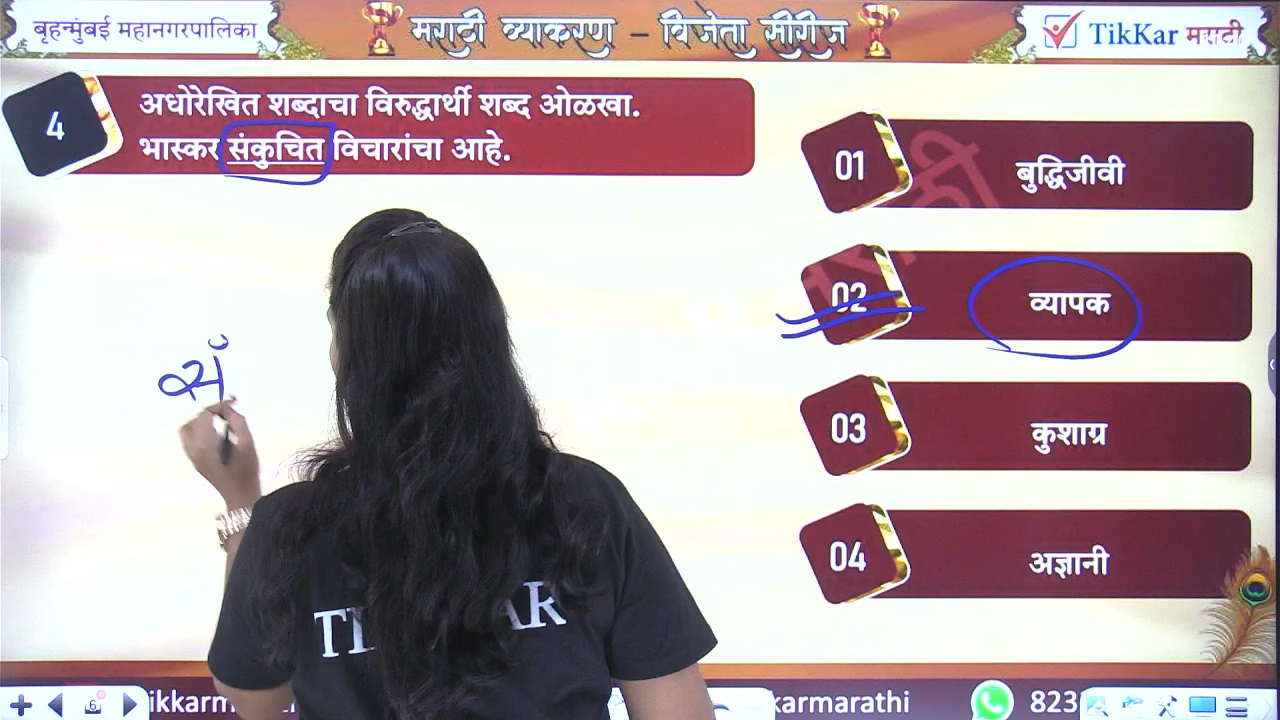 बृहन्मुंबई महानगरपालिका
मराठी व्याकरण – विजेता सीरीज
TikKar मराठी
4
अधोरेखित शब्दाचा विरुद्धार्थी शब्द ओळखा.
भास्कर संकुचित विचारांचा आहे.
01
बुद्धिजीवी
02
व्यापक
03
कुशाग्र
04
अज्ञानी
सं
6
karmarathi